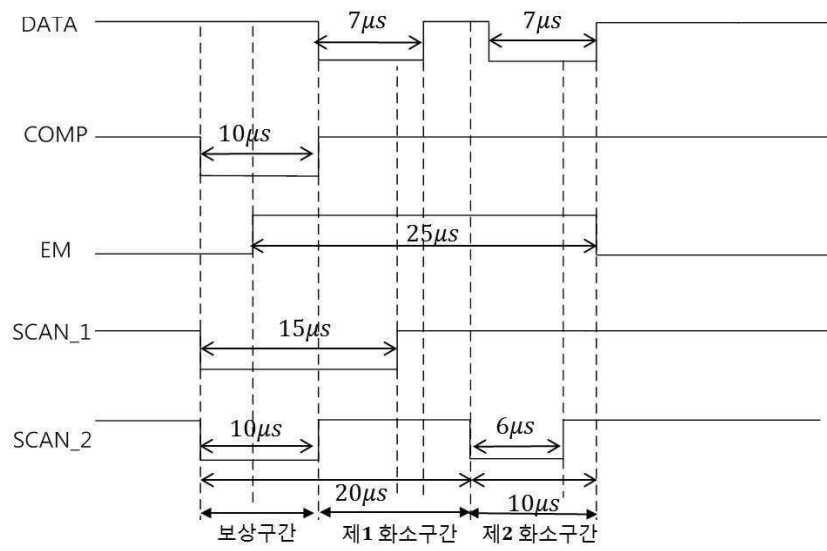 DATA
7μs
7μs
COMP
10μs
EM
25μs
SCAN_1
15μs
SCAN_2
10μs
6μs
20μs
10μs
보상구간
제1 화소구간
제2 화소구간